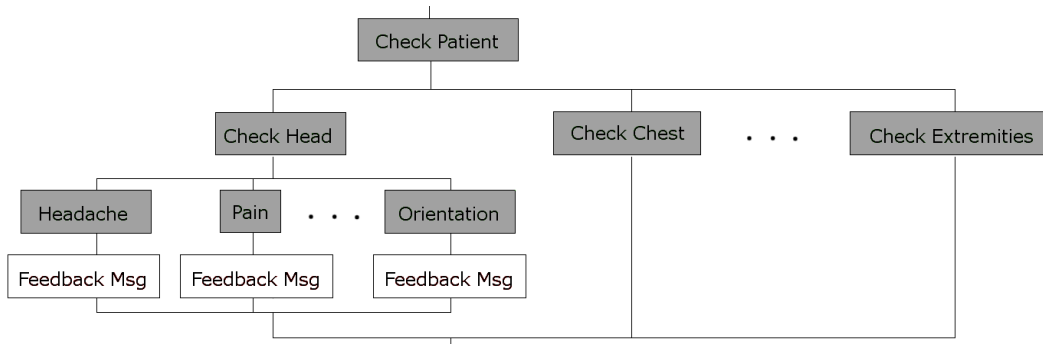 Check Patient
Check Head
Check Chest
. . .
Check Extremities
Headache
Pain
. . .
Orientation
Feedback Msg
Feedback Msg
Feedback Msg